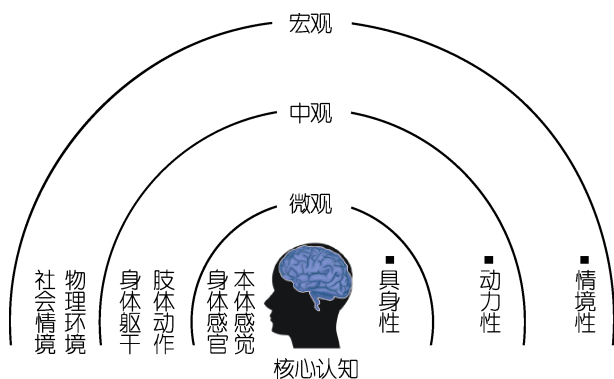 宏观
中观
微观
社会情境
物理环境
身体躯干
肢体动作
身体感官
本体感觉
■具身性
■动力性
■情境性
核心认知